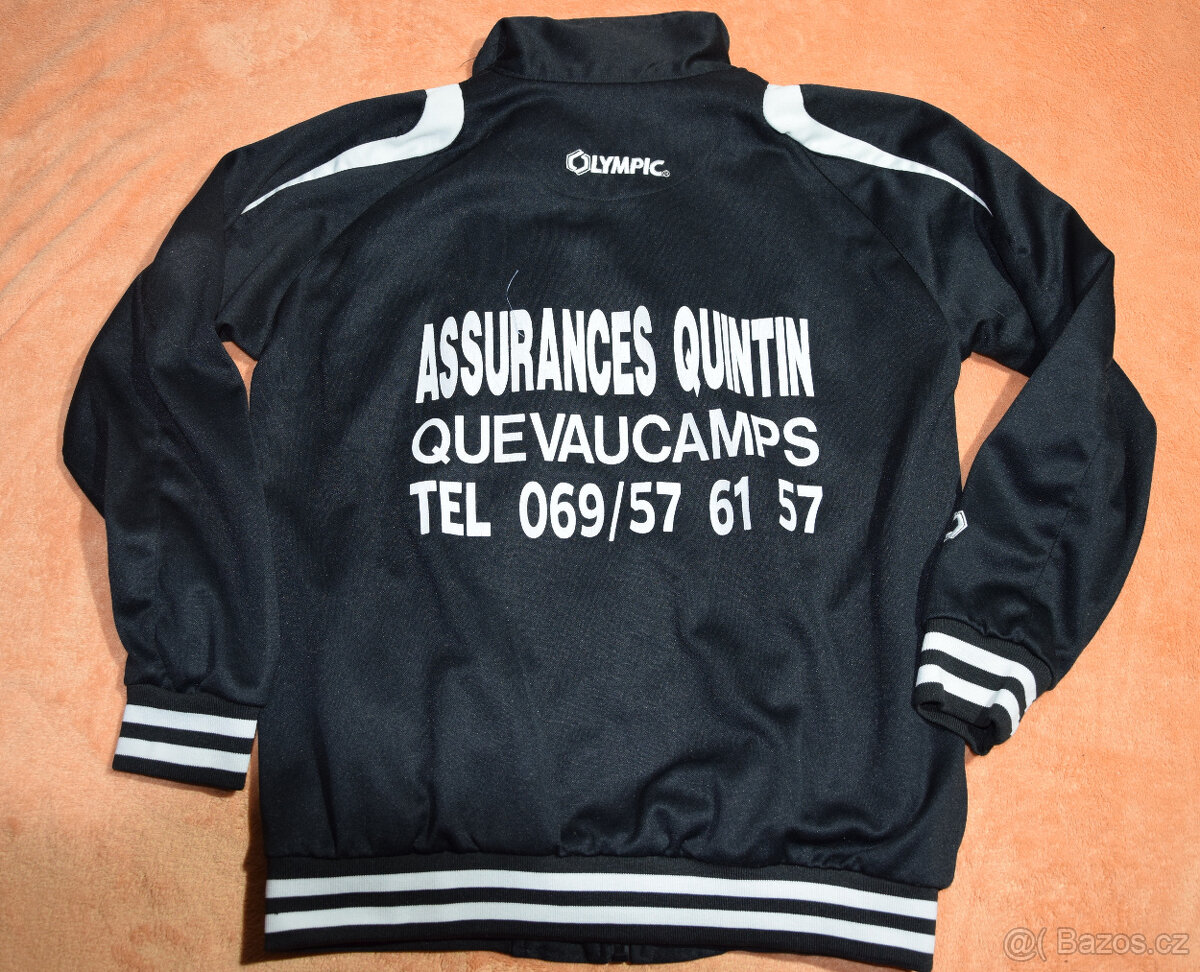 OLYMPIC®
ASSURANCES QUINTIN
QUEVAUCAMPS
TEL 069/57 61 57
@( Bazos.cz